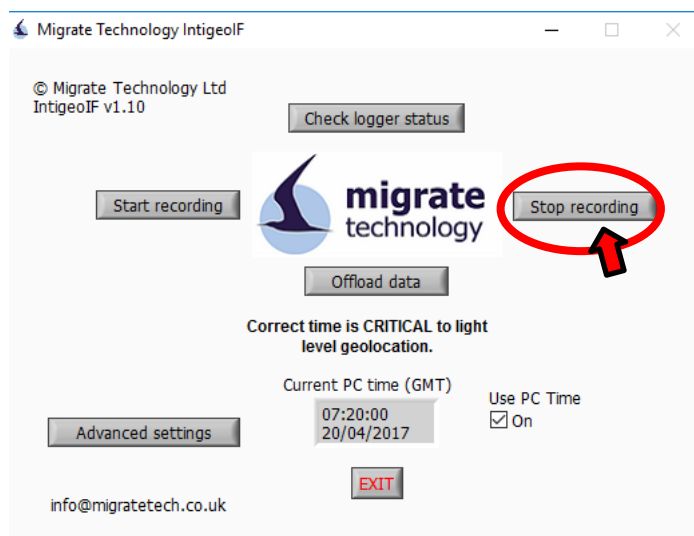 Migrate Technology IntigeoIF
© Migrate Technology Ltd
IntigeoIF v1.10
Check logger status
Start recording
migrate
technology
Stop recording
Offload data
Correct time is CRITICAL to light
level geolocation.
Current PC time (GMT)
07:20:00
20/04/2017
Use PC Time
On
Advanced settings
EXIT
info@migratetech.co.uk